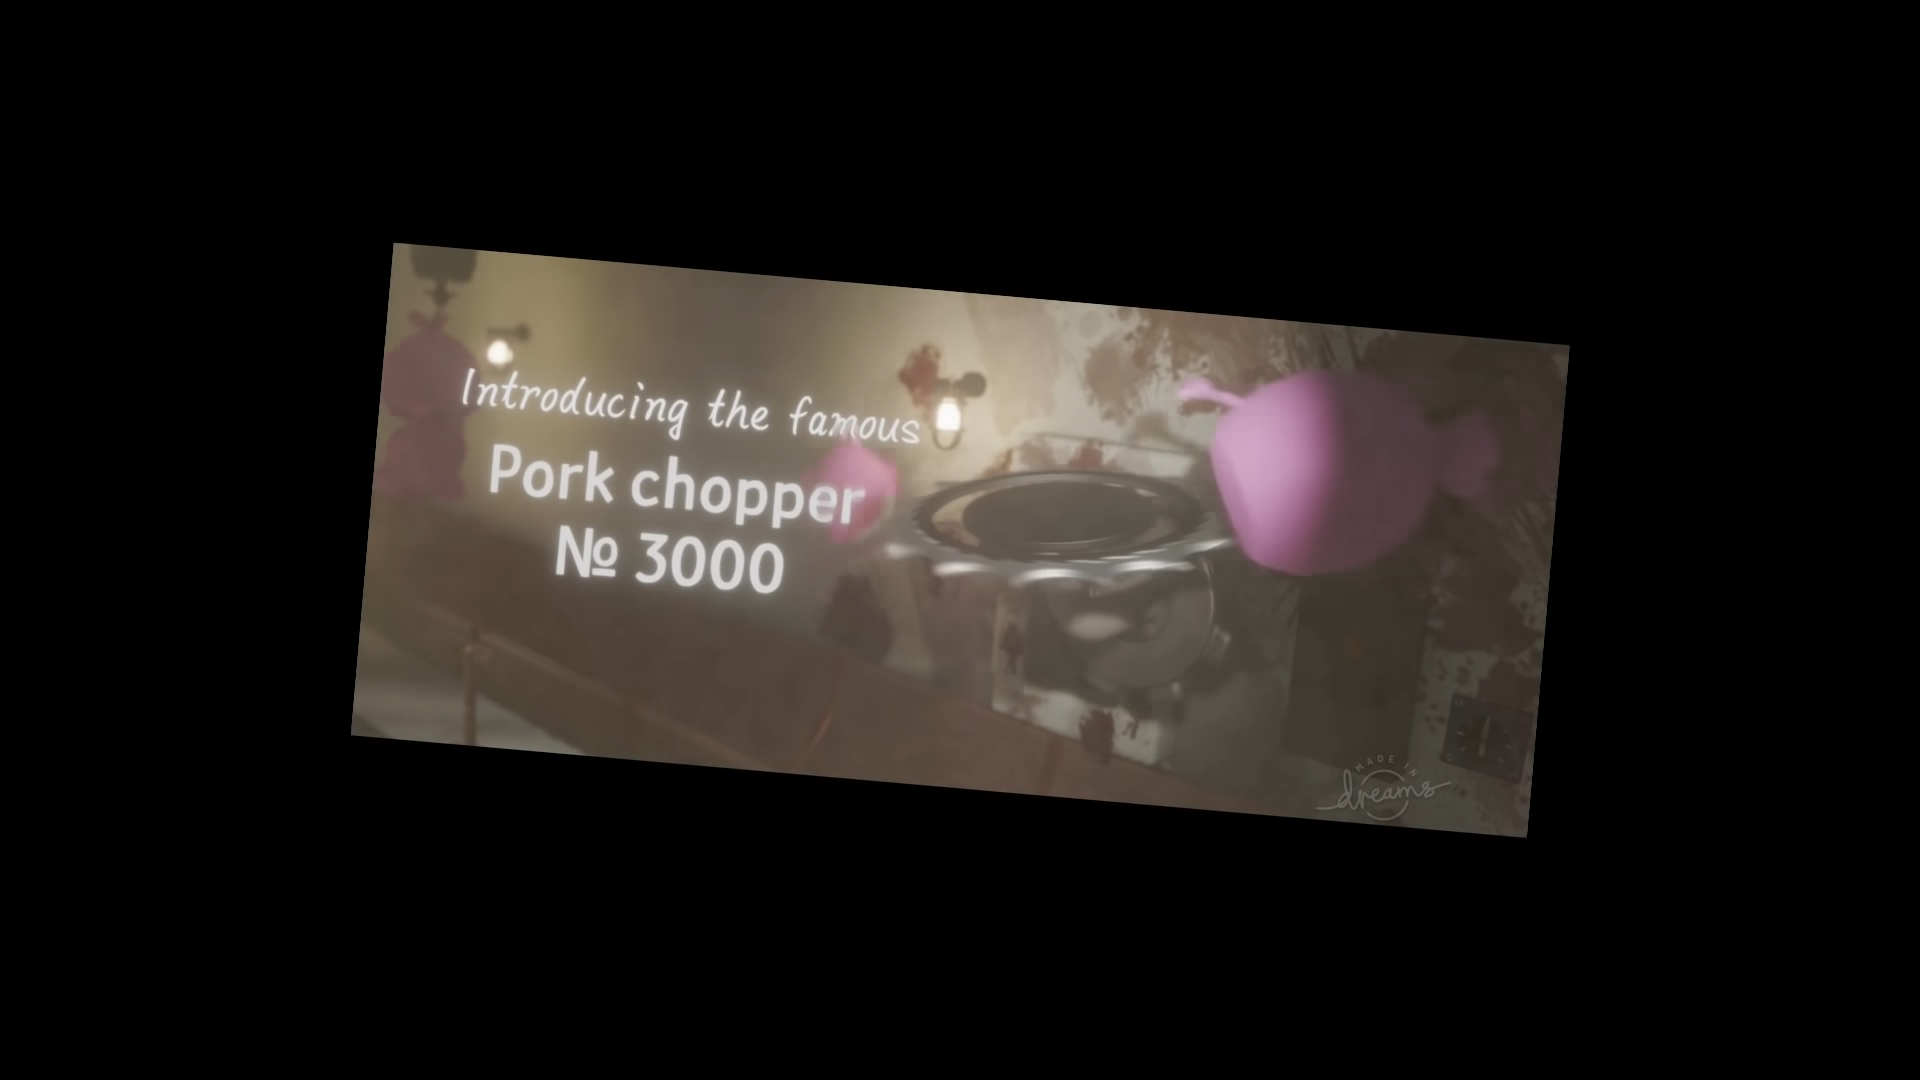 Introducing the famous
Pork chopper
№ 3000
MADE IN
dreams